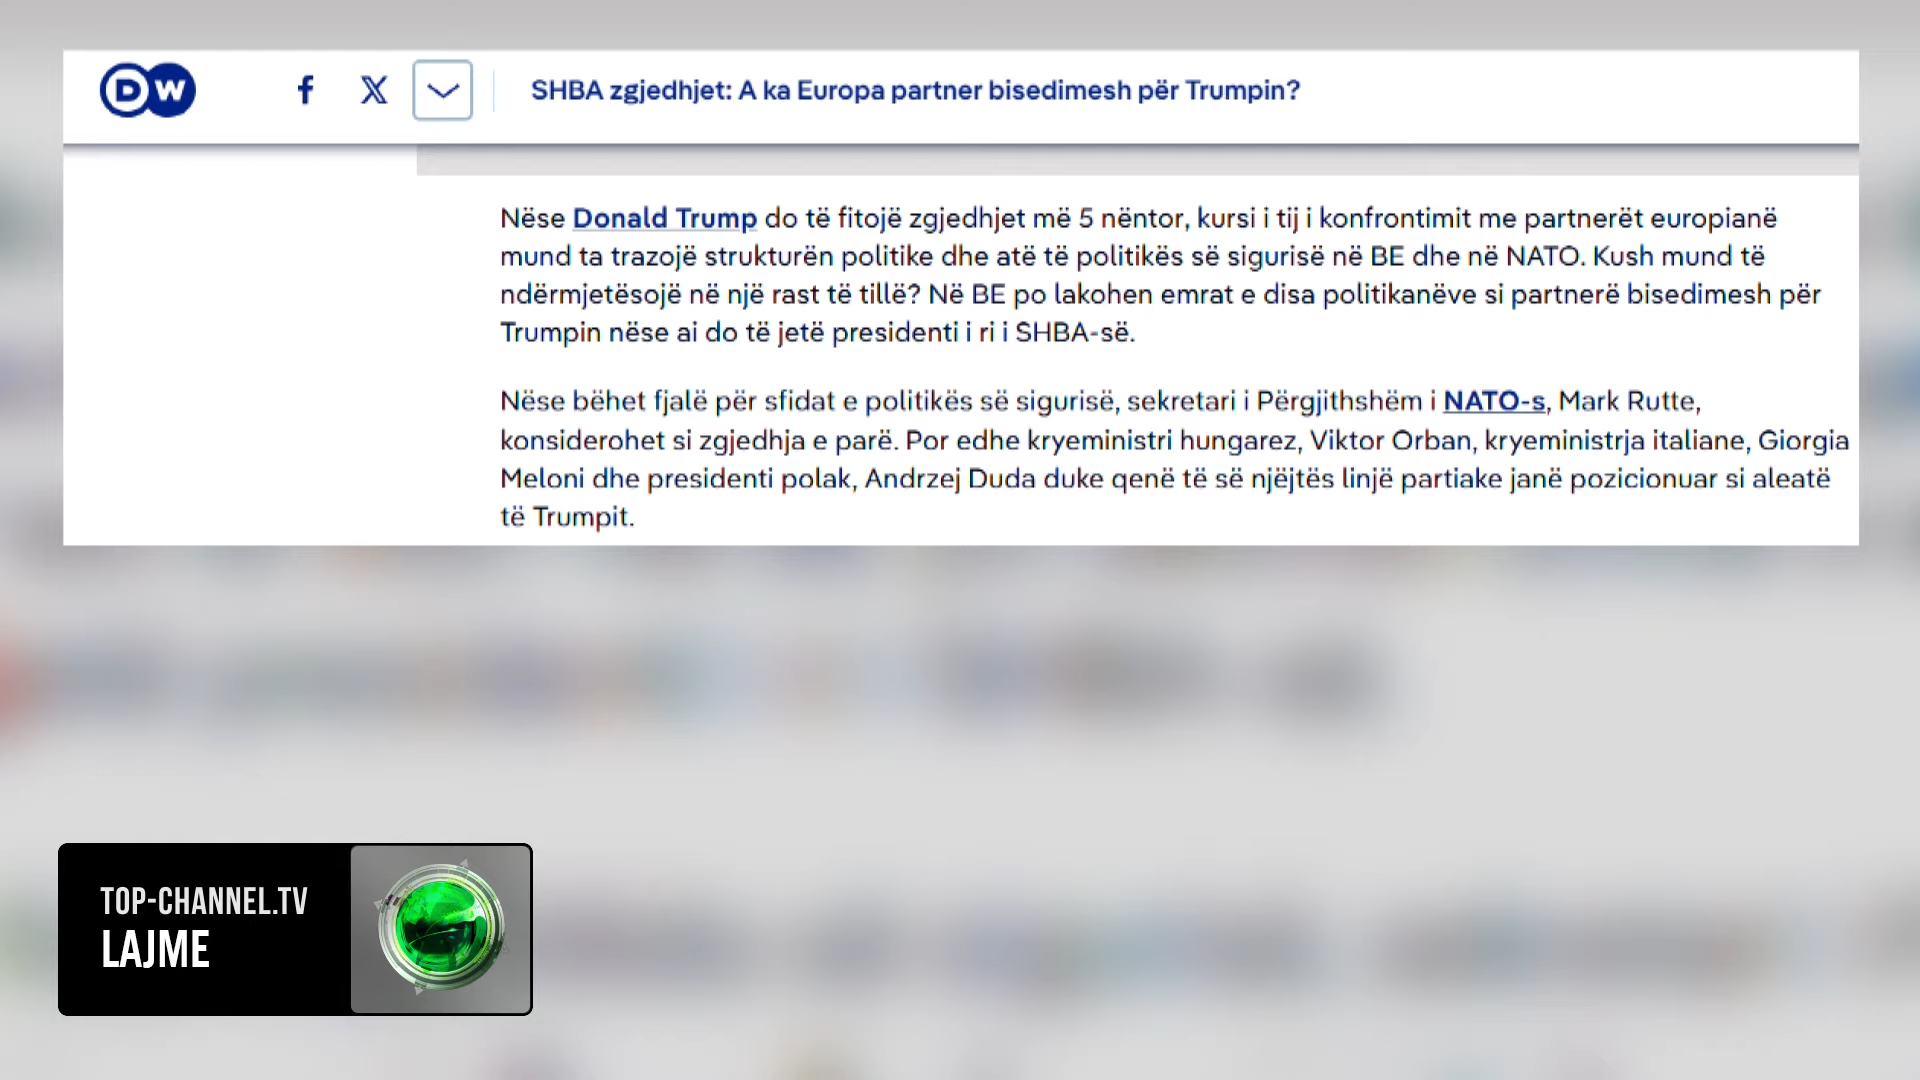 DW
SHBA zgjedhjet: A ka Europa partner bisedimesh për Trumpin?
Nëse Donald Trump do të fitojë zgjedhjet më 5 nëntor, kursi i tij i konfrontimit me partnerët europianë
mund ta trazojë strukturën politike dhe atë të politikës së sigurisë në BE dhe në NATO. Kush mund të
ndërmjetësojë në një rast të tillë? Në BE po lakohen emrat e disa politikanëve si partnerë bisedimesh për
Trumpin nëse ai do të jetë presidenti i ri i SHBA-së.
Nëse bëhet fjalë për sfidat e politikës së sigurisë, sekretari i Përgjithshëm i NATO-s, Mark Rutte,
konsiderohet si zgjedhja e parë. Por edhe kryeministri hungarez, Viktor Orban, kryeministrja italiane, Giorgia
Meloni dhe presidenti polak, Andrzej Duda duke qenë të së njëjtës linjë partiake janë pozicionuar si aleatë
të Trumpit.
TOP-CHANNEL.TV
LAJME